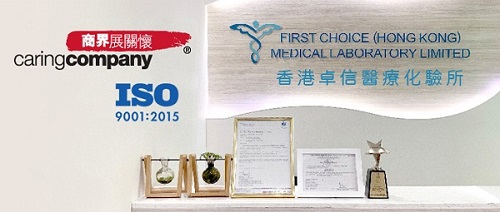 商界展關懷
caringcompany®
ISO
9001:2015
FIRST CHOICE (HONG KONG)
MEDICAL LABORATORY LIMITED
香港卓信醫療化驗所